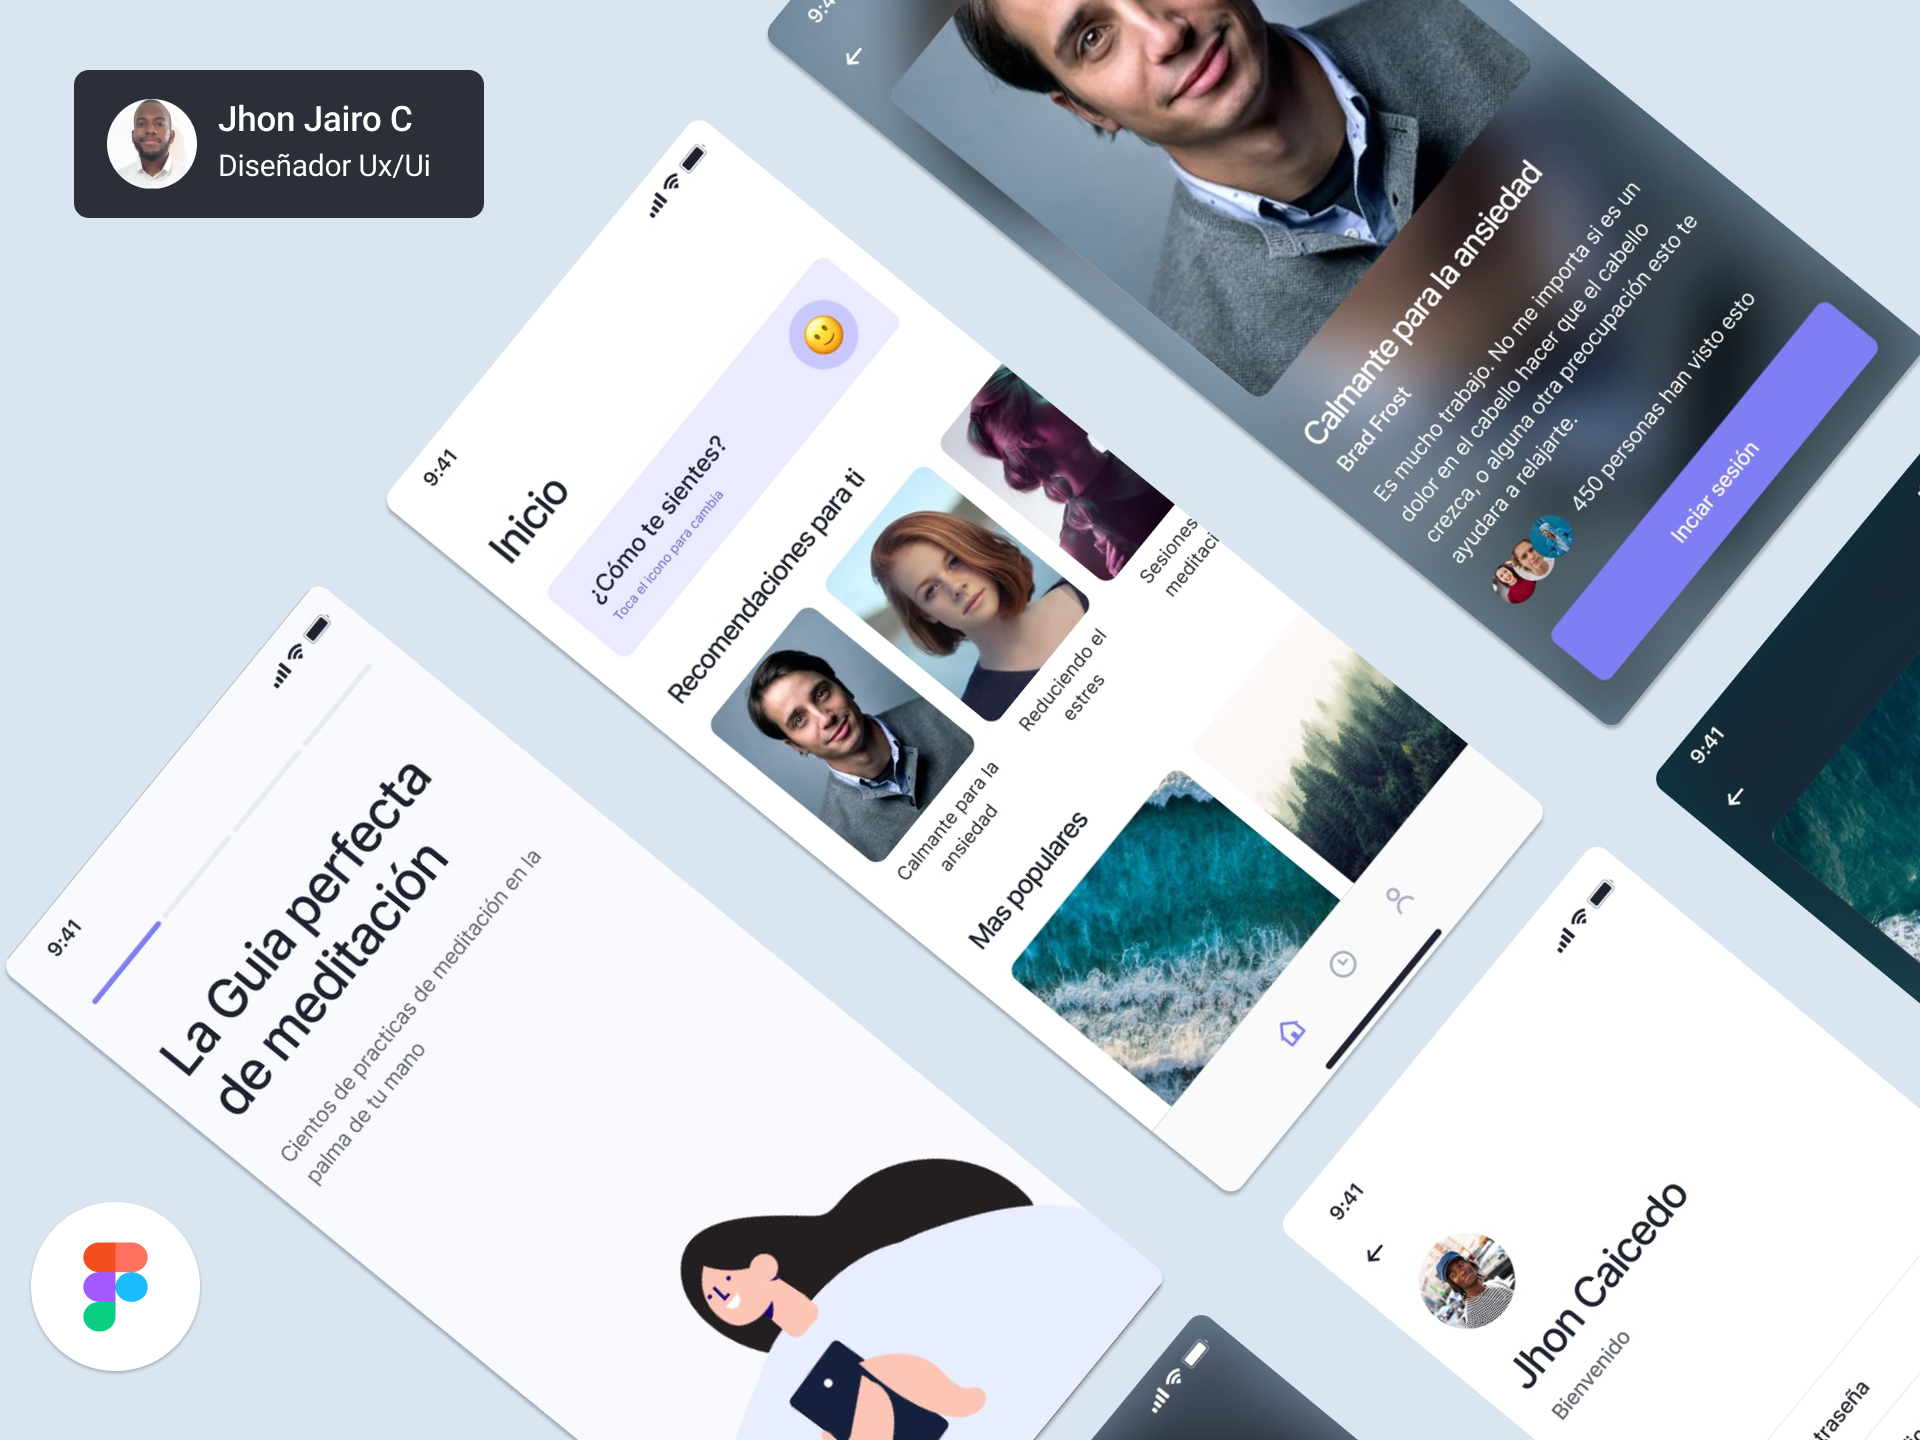 Jhon Jairo C
Diseñador Ux/Ui
9:41
La Guia perfecta
de meditación
Cientos de practicas de meditación en la
palma de tu mano
9:41
Inicio
¿Cómo te sientes?
Toca el icono para cambia
Recomendaciones para ti
Calmante para la
ansiedad
Reduciendo el
estres
Sesiones
meditaci
Mas populares
9:4
Calmante para la ansiedad
Brad Frost
Es mucho trabajo. No me importa si es un
dolor en el cabello hacer que el cabello
crezca, o alguna otra preocupación esto te
ayudara a relajarte.
450 personas han visto esto
Inciar sesión
9:41
9:41
Jhon Caicedo
Bienvenido
traseña